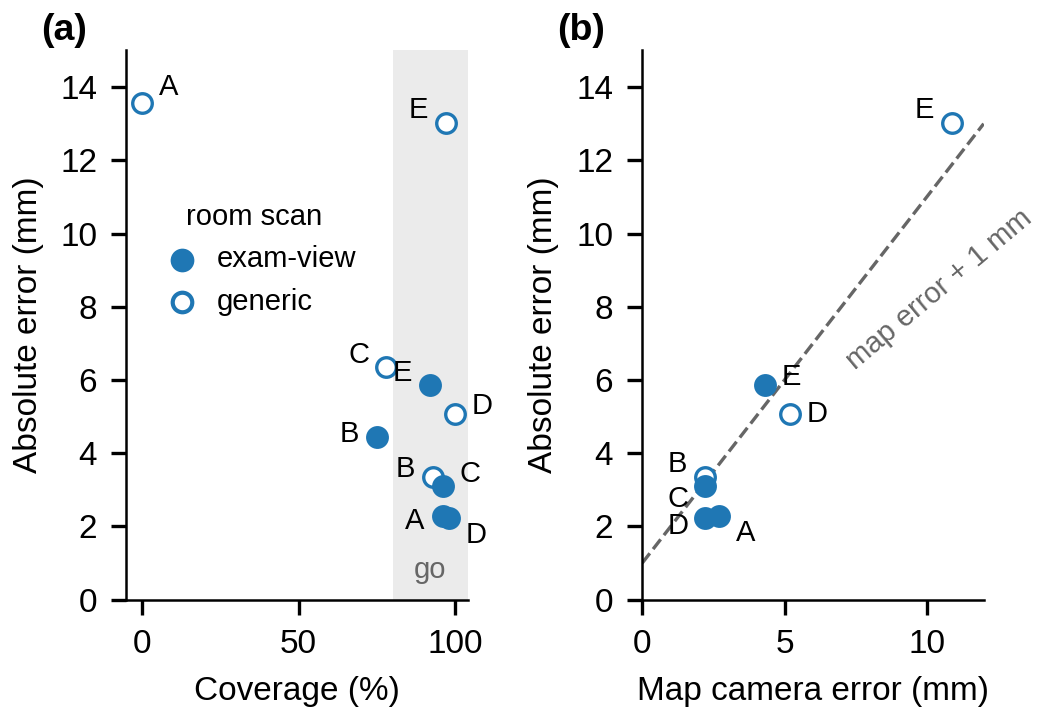 (a)
14
12
10
8
6
4
2
0
0
50
100
Absolute error (mm)
Coverage (%)
room scan
exam-view
generic
A
E
C
E
D
B
B
C
A
D
go
(b)
14
12
10
8
6
4
2
0
0
5
10
Absolute error (mm)
Map camera error (mm)
E
map error + 1 mm
E
D
B
C
D
A